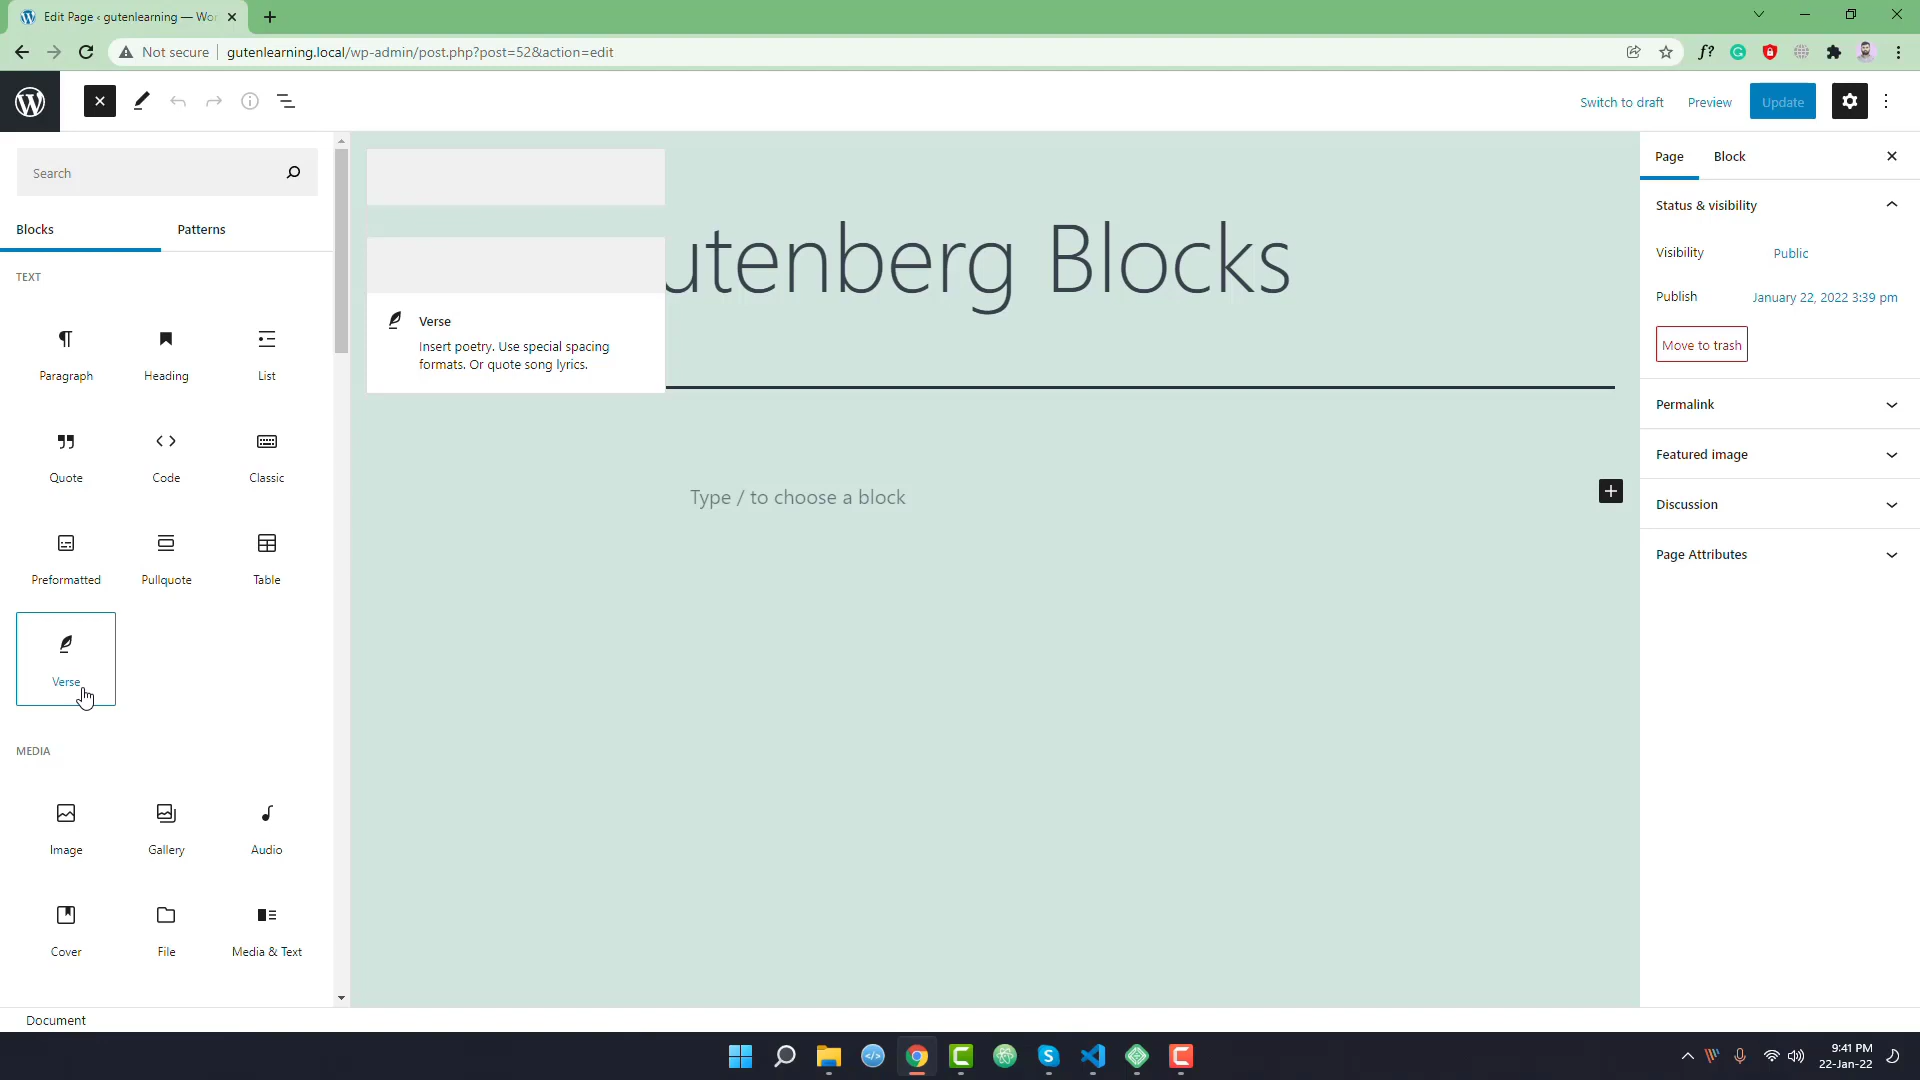 Edit Page ‹ gutenlearning — Wor
Not secure
gutenlearning.local/wp-admin/post.php?post=52&action=edit
f?
Switch to draft
Preview
Update
Search
Blocks
Patterns
TEXT
Paragraph
Heading
List
Quote
Code
Classic
Preformatted
Pullquote
Table
Verse
MEDIA
Image
Gallery
Audio
Cover
File
Media & Text
Verse
Insert poetry. Use special spacing
formats. Or quote song lyrics.
utenberg Blocks
Type / to choose a block
Page
Block
Status & visibility
Visibility
Public
Publish
January 22, 2022 3:39 pm
Move to trash
Permalink
Featured image
Discussion
Page Attributes
Document
9:41 PM
22-Jan-22